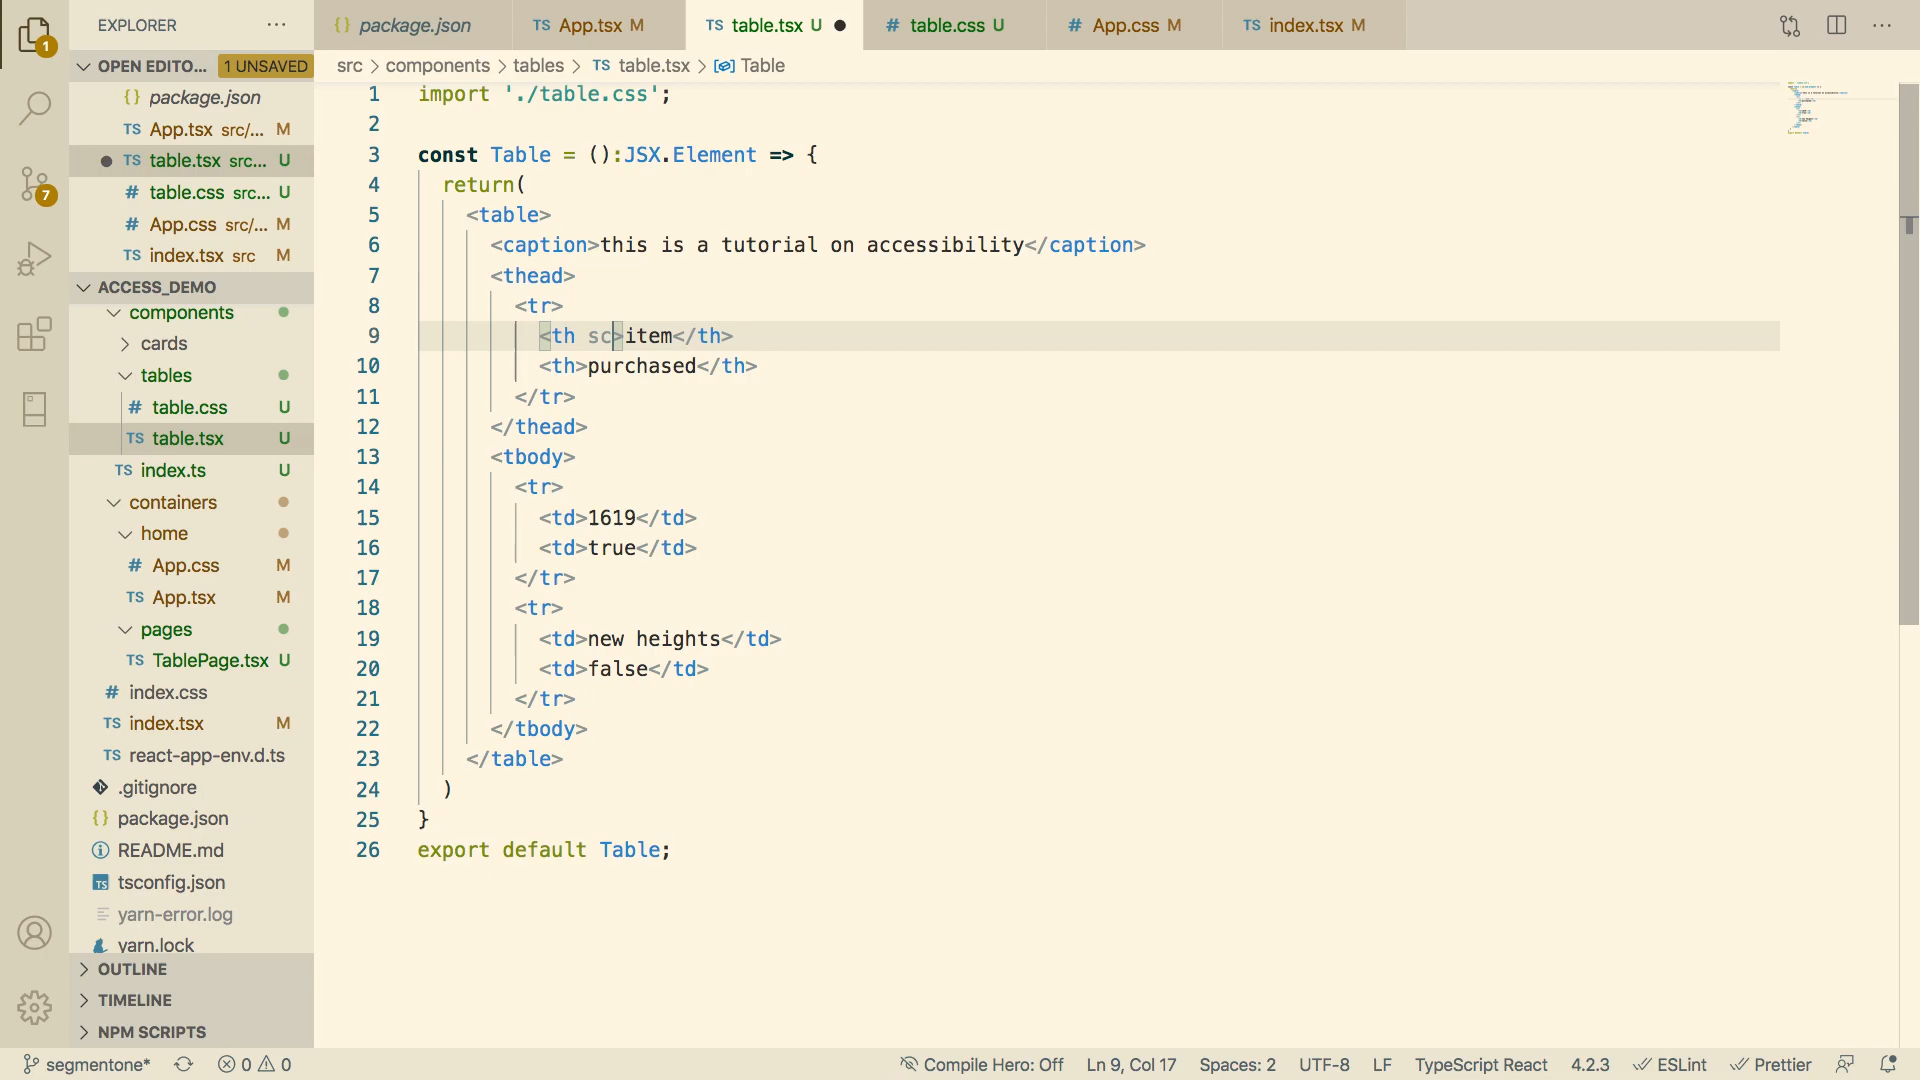 EXPLORER
package.json
App.tsx M
table.tsx U
table.css U
App.css M
index.tsx M
OPEN EDITO... 1 UNSAVED
package.json
App.tsx src/... M
table.tsx src... U
table.css src... U
App.css src/... M
index.tsx src M
ACCESS_DEMO
components
cards
tables
table.css U
table.tsx U
index.ts U
containers
home
App.css M
App.tsx M
pages
TablePage.tsx U
index.css
index.tsx M
react-app-env.d.ts
.gitignore
package.json
README.md
tsconfig.json
yarn-error.log
yarn.lock
OUTLINE
TIMELINE
NPM SCRIPTS
1
7
src > components > tables > TS table.tsx > Table
1 import './table.css';
2
3 const Table = ():JSX.Element => {
4 return(
5 <table>
6 <caption>this is a tutorial on accessibility</caption>
7 <thead>
8 <tr>
9 <th sc>item</th>
10 <th>purchased</th>
11 </tr>
12 </thead>
13 <tbody>
14 <tr>
15 <td>1619</td>
16 <td>true</td>
17 </tr>
18 <tr>
19 <td>new heights</td>
20 <td>false</td>
21 </tr>
22 </tbody>
23 </table>
24 )
25 }
26 export default Table;
segmentone* 0 0 Compile Hero: Off Ln 9, Col 17 Spaces: 2 UTF-8 LF TypeScript React 4.2.3 ESLint Prettier